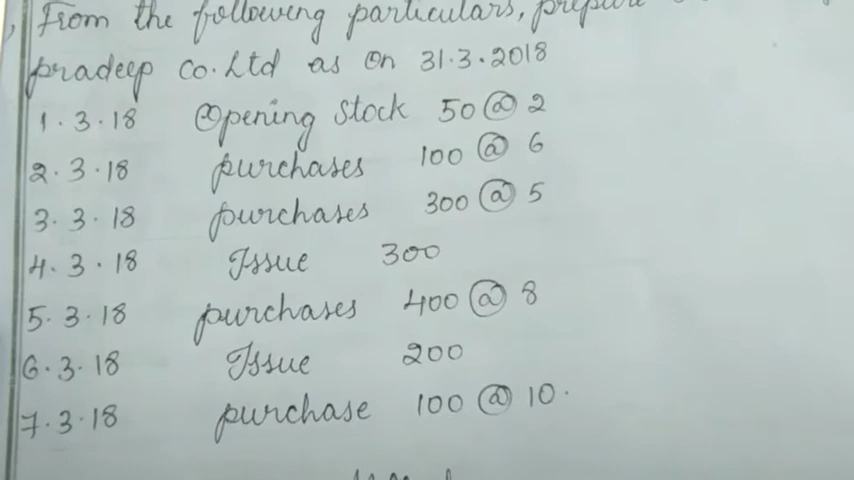 From the following particulars, prepare
pradeep Co. Ltd as on 31.3.2018
1.3.18 Opening Stock 50 @ 2
2.3.18 purchases 100 @ 6
3.3.18 purchases 300 @ 5
4.3.18 Issue 300
5.3.18 purchases 400 @ 8
6.3.18 Issue 200
7.3.18 purchase 100 @ 10.